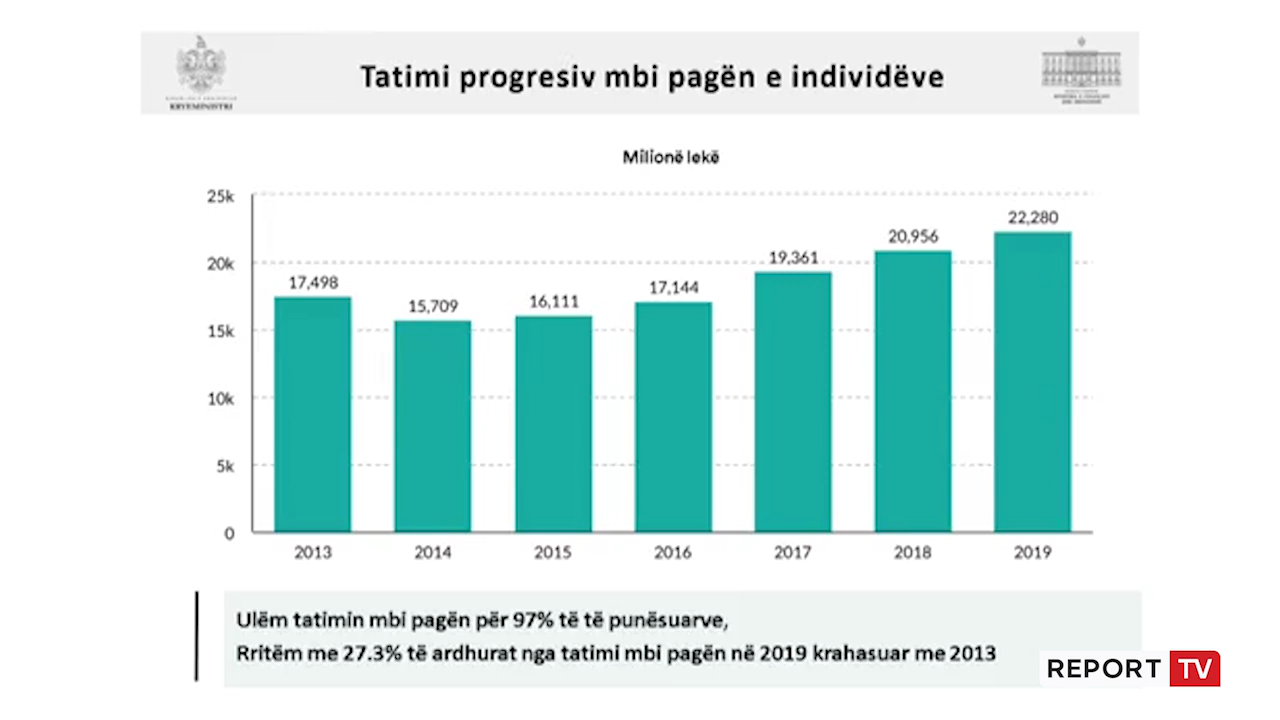 Tatimi progresiv mbi pagën e individëve
KRYEMINISTRI
Milionë lekë
25k
20k
15k
10k
5k
0
17,498
15,709
16,111
17,144
19,361
20,956
22,280
2013
2014
2015
2016
2017
2018
2019
Ulëm tatimin mbi pagën për 97% të të punësuarve,
Rritëm me 27.3% të ardhurat nga tatimi mbi pagën në 2019 krahasuar me 2013
REPORT TV